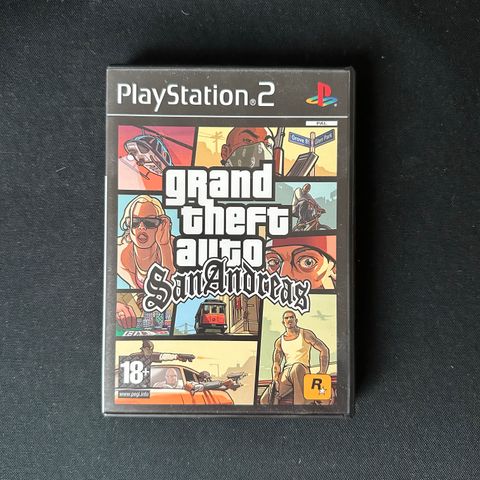 PlayStation®2
PAL
Grove St
grand
theft
auto
San Andreas
18+
www.pegi.info
R